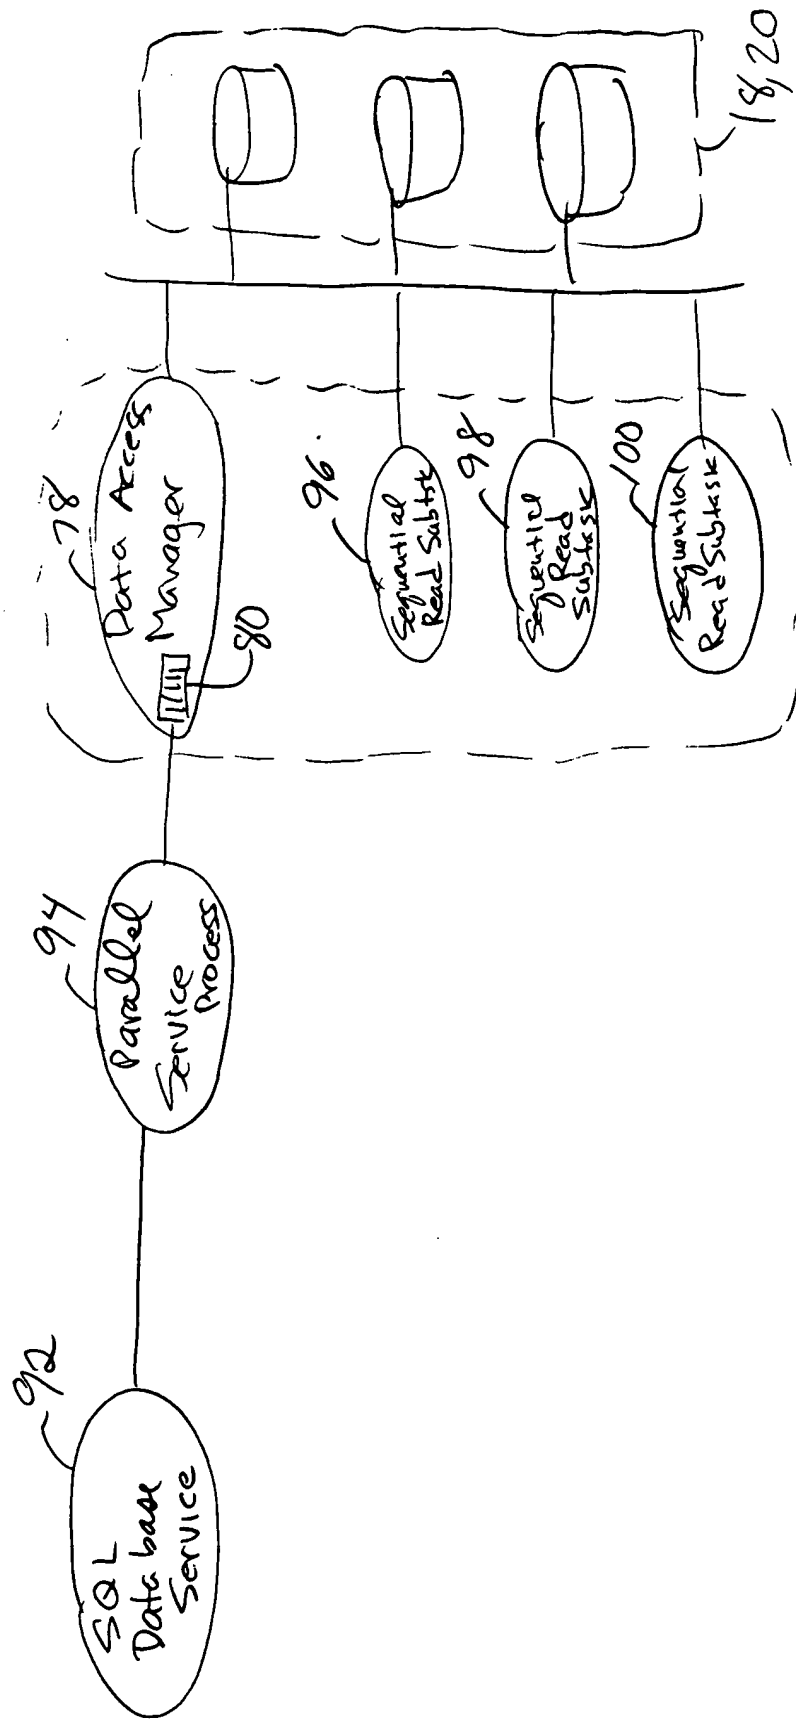 92
SQL
Database
Service
94
Parallel
Service
Process
78
Data Access
Manager
80
96.
Sequential
Read Subtsk
98
Sequential
Read
Subtask
100
Sequential
Read Subtask
18,20